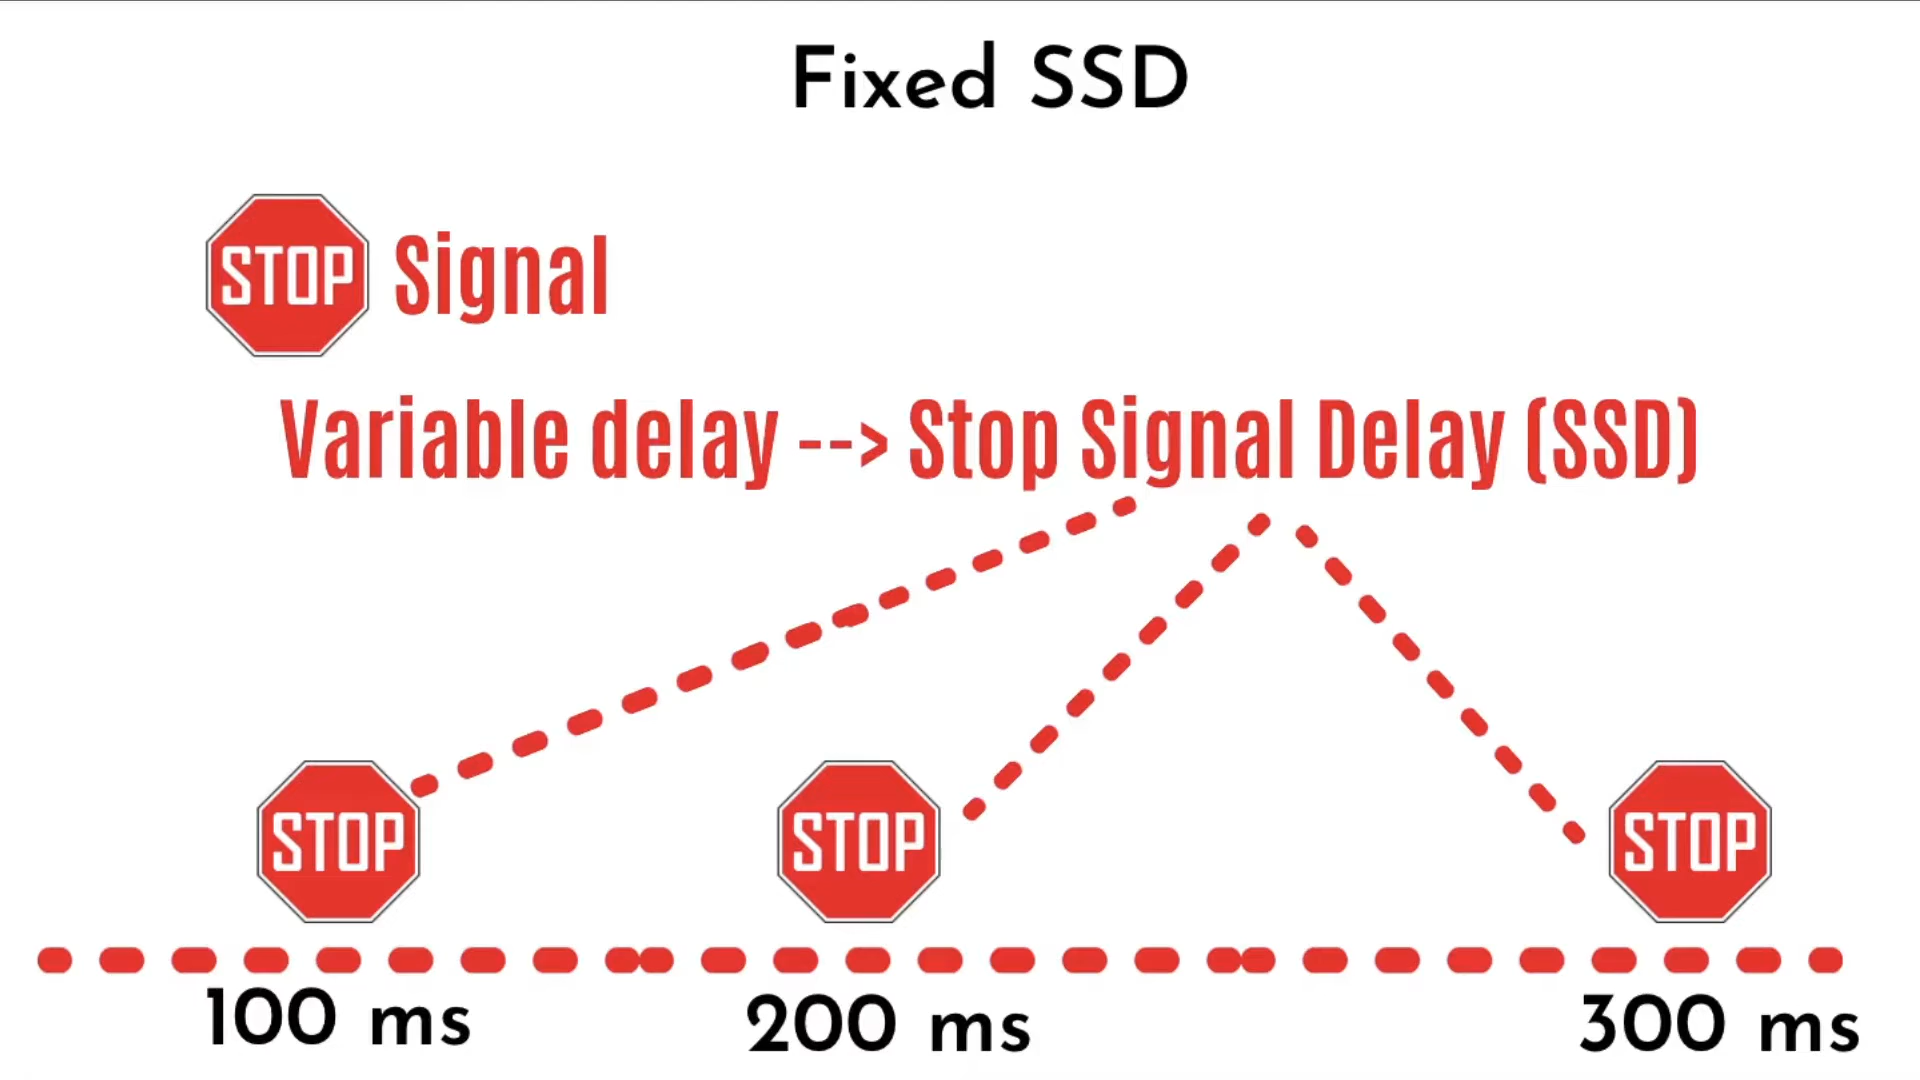 Fixed SSD
STOP Signal
Variable delay --> Stop Signal Delay (SSD)
STOP STOP STOP
100 ms 200 ms 300 ms